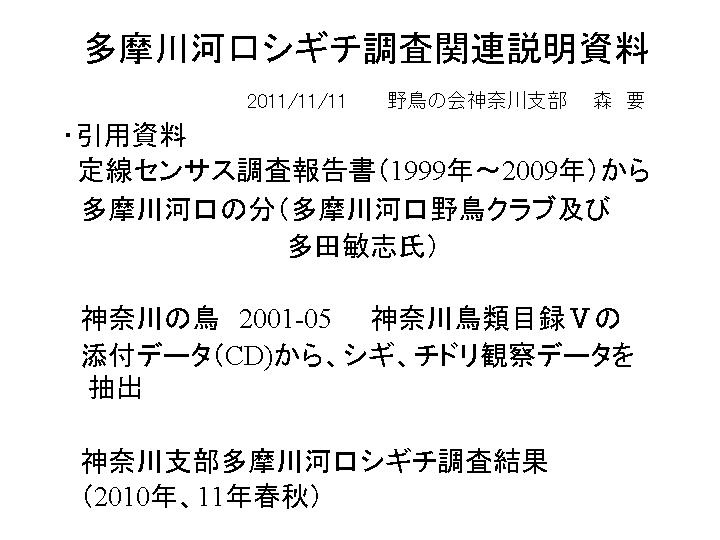 多摩川河口シギチ調査関連説明資料
2011/11/11　野鳥の会神奈川支部　森　要
・引用資料
定線センサス調査報告書（1999年～2009年）から
多摩川河口の分（多摩川河口野鳥クラブ及び
多田敏志氏）
神奈川の鳥　2001-05　神奈川鳥類目録Ⅴの
添付データ（CD)から、シギ、チドリ観察データを
抽出
神奈川支部多摩川河口シギチ調査結果
（2010年、11年春秋）